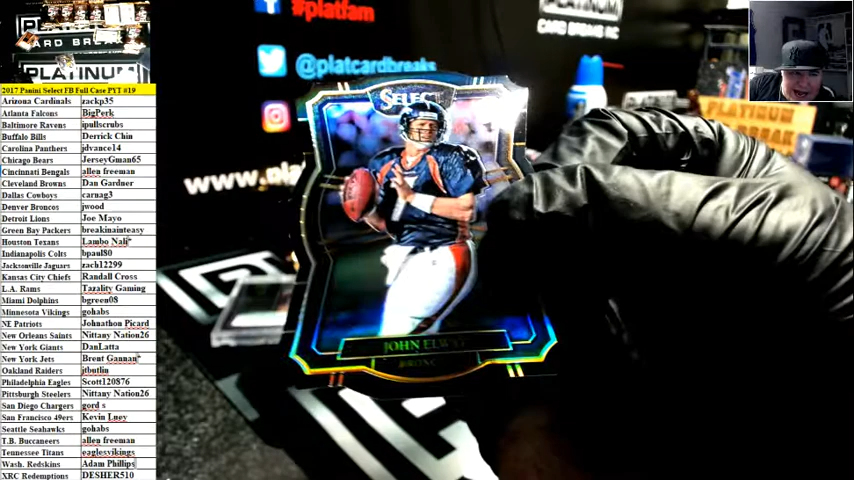 CARD BREAK
PLATINUM
2017 Panini Select FB Full Case PYT #19
Arizona Cardinals zackp35
Atlanta Falcons BigPerk
Baltimore Ravens ipullscrubs
Buffalo Bills Derrick Chin
Carolina Panthers jdvance14
Chicago Bears JerseyGman65
Cincinnati Bengals allen freeman
Cleveland Browns Dan Gardner
Dallas Cowboys carnag3
Denver Broncos jwood
Detroit Lions Joe Mayo
Green Bay Packers breakinainteasy
Houston Texans Lambo Nalj*
Indianapolis Colts bpaul80
Jacksonville Jaguars zach12299
Kansas City Chiefs Randall Cross
L.A. Rams Tazality Gaming
Miami Dolphins bgreen08
Minnesota Vikings gohabs
NE Patriots Johnathon Picard
New Orleans Saints Nittany Nation26
New York Giants DanLatta
New York Jets Brent Gannan*
Oakland Raiders jtbutlin
Philadelphia Eagles Scott120876
Pittsburgh Steelers Nittany Nation26
San Diego Chargers gord s
San Francisco 49ers Kevin Luey
Seattle Seahawks gohabs
T.B. Buccaneers allen freeman
Tennessee Titans eaglesvikings
Wash. Redskins Adam Phillips
XRC Redemptions DESHER510
#platfam
@platcardbreaks
www.
PLATINUM
CARD BREAKS
SELECT
JOHN
PLATINUM
BREAK